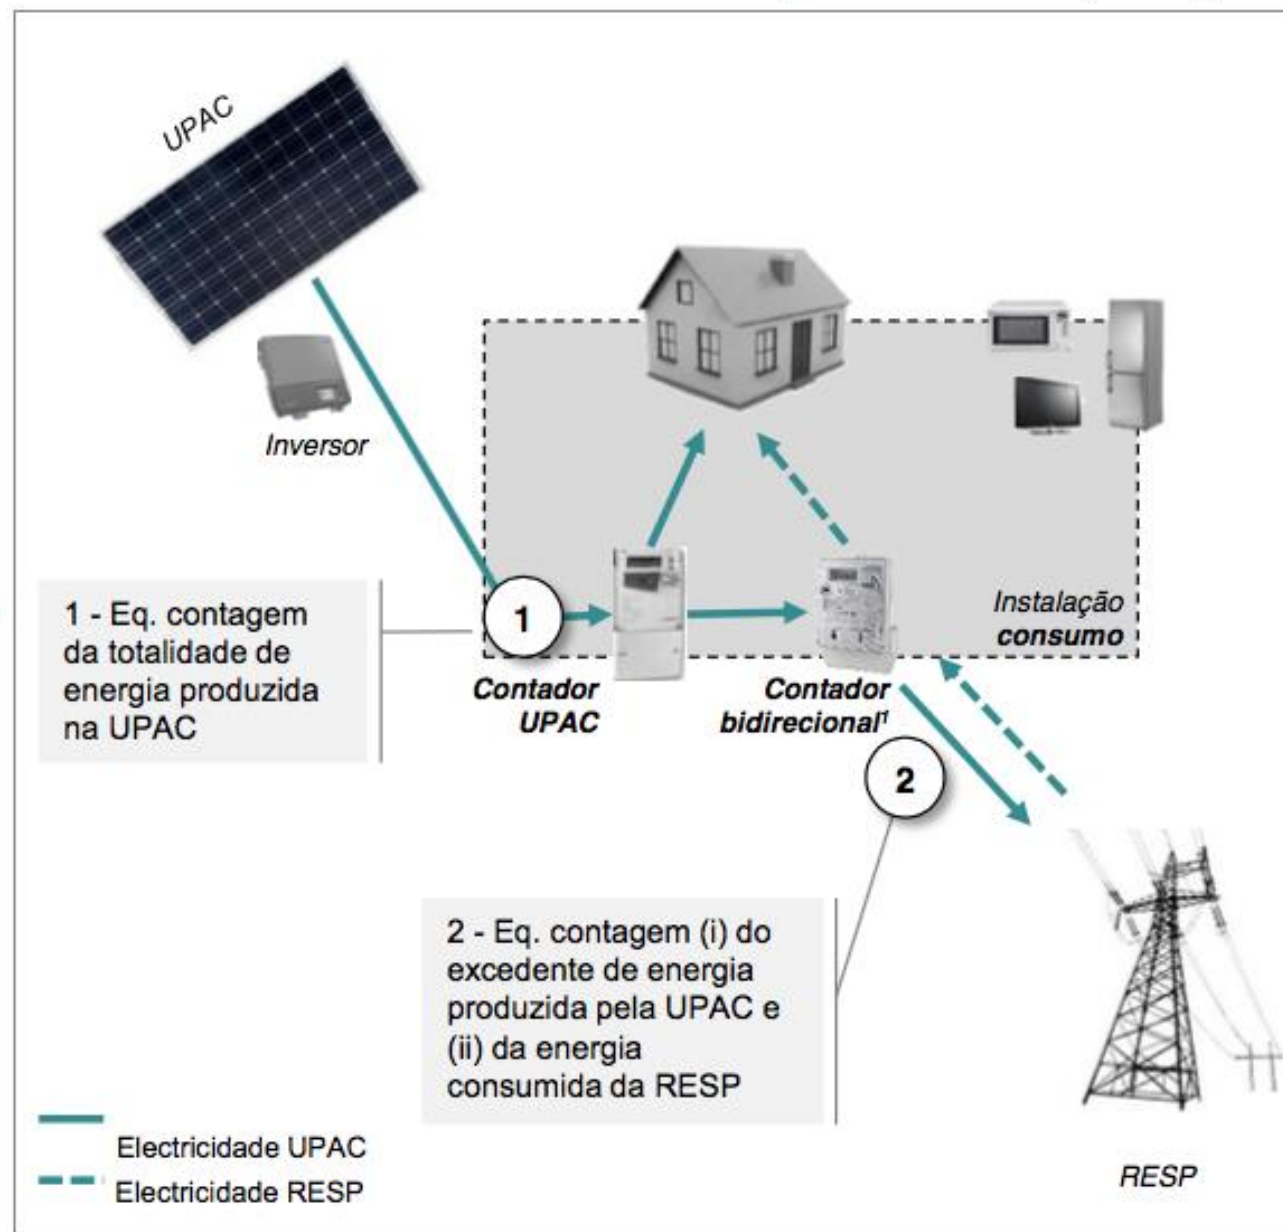 UPAC
Inversor
1
1 - Eq. contagem
da totalidade de
energia produzida
na UPAC
Instalação
consumo
Contador
UPAC
Contador
bidirecional¹
2
2 - Eq. contagem (i) do
excedente de energia
produzida pela UPAC e
(ii) da energia
consumida da RESP
Electricidade UPAC
Electricidade RESP
RESP